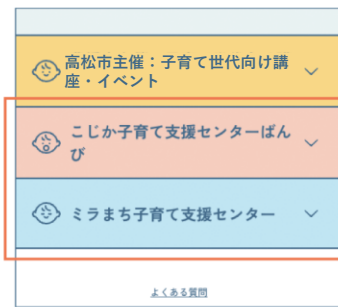 高松市主催：子育て世代向け講
座・イベント
こじか子育て支援センターばん
び
ミラまち子育て支援センター
よくある質問